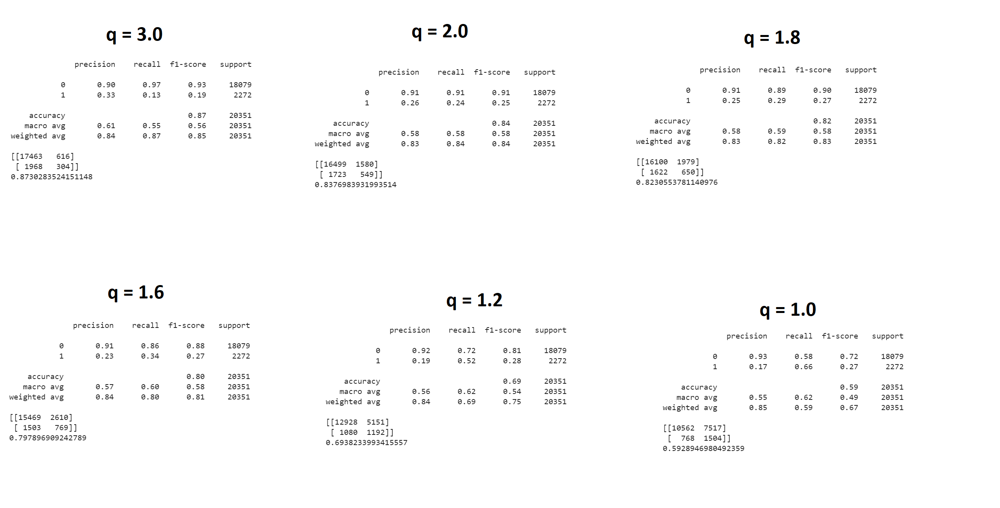 q = 3.0
precision recall f1-score support
0 0.90 0.97 0.93 18079
1 0.33 0.13 0.19 2272
accuracy 0.87 20351
macro avg 0.61 0.55 0.56 20351
weighted avg 0.84 0.87 0.85 20351
[[17463 616]
[ 1968 304]]
0.8730283524151148
q = 2.0
precision recall f1-score support
0 0.91 0.91 0.91 18079
1 0.26 0.24 0.25 2272
accuracy 0.84 20351
macro avg 0.58 0.58 0.58 20351
weighted avg 0.83 0.84 0.84 20351
[[16499 1580]
[ 1723 549]]
0.8376983931993514
q = 1.8
precision recall f1-score support
0 0.91 0.89 0.90 18079
1 0.25 0.29 0.27 2272
accuracy 0.82 20351
macro avg 0.58 0.59 0.58 20351
weighted avg 0.83 0.82 0.83 20351
[[16100 1979]
[ 1622 650]]
0.8230553781140976
q = 1.6
precision recall f1-score support
0 0.91 0.86 0.88 18079
1 0.23 0.34 0.27 2272
accuracy 0.80 20351
macro avg 0.57 0.60 0.58 20351
weighted avg 0.84 0.80 0.81 20351
[[15469 2610]
[ 1503 769]]
0.797896909242789
q = 1.2
precision recall f1-score support
0 0.92 0.72 0.81 18079
1 0.19 0.52 0.28 2272
accuracy 0.69 20351
macro avg 0.56 0.62 0.54 20351
weighted avg 0.84 0.69 0.75 20351
[[12928 5151]
[ 1080 1192]]
0.6938233993415557
q = 1.0
precision recall f1-score support
0 0.93 0.58 0.72 18079
1 0.17 0.66 0.27 2272
accuracy 0.59 20351
macro avg 0.55 0.62 0.49 20351
weighted avg 0.85 0.59 0.67 20351
[[10562 7517]
[ 768 1504]]
0.5928946980492359